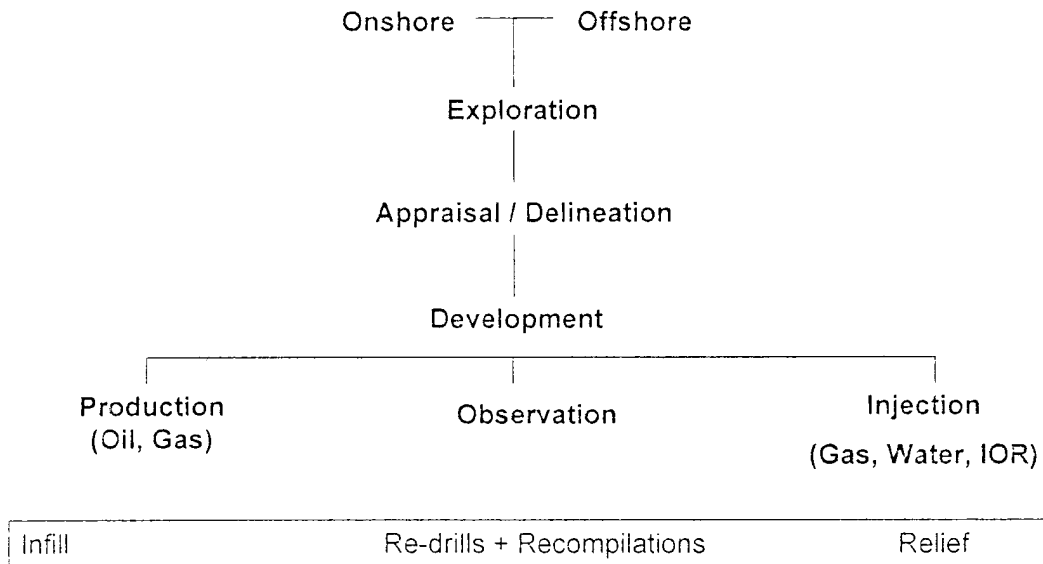 Onshore Offshore
Exploration
Appraisal / Delineation
Development
Production Observation Injection
(Oil, Gas)
(Gas, Water, IOR)
Infill Re-drills + Recompilations Relief